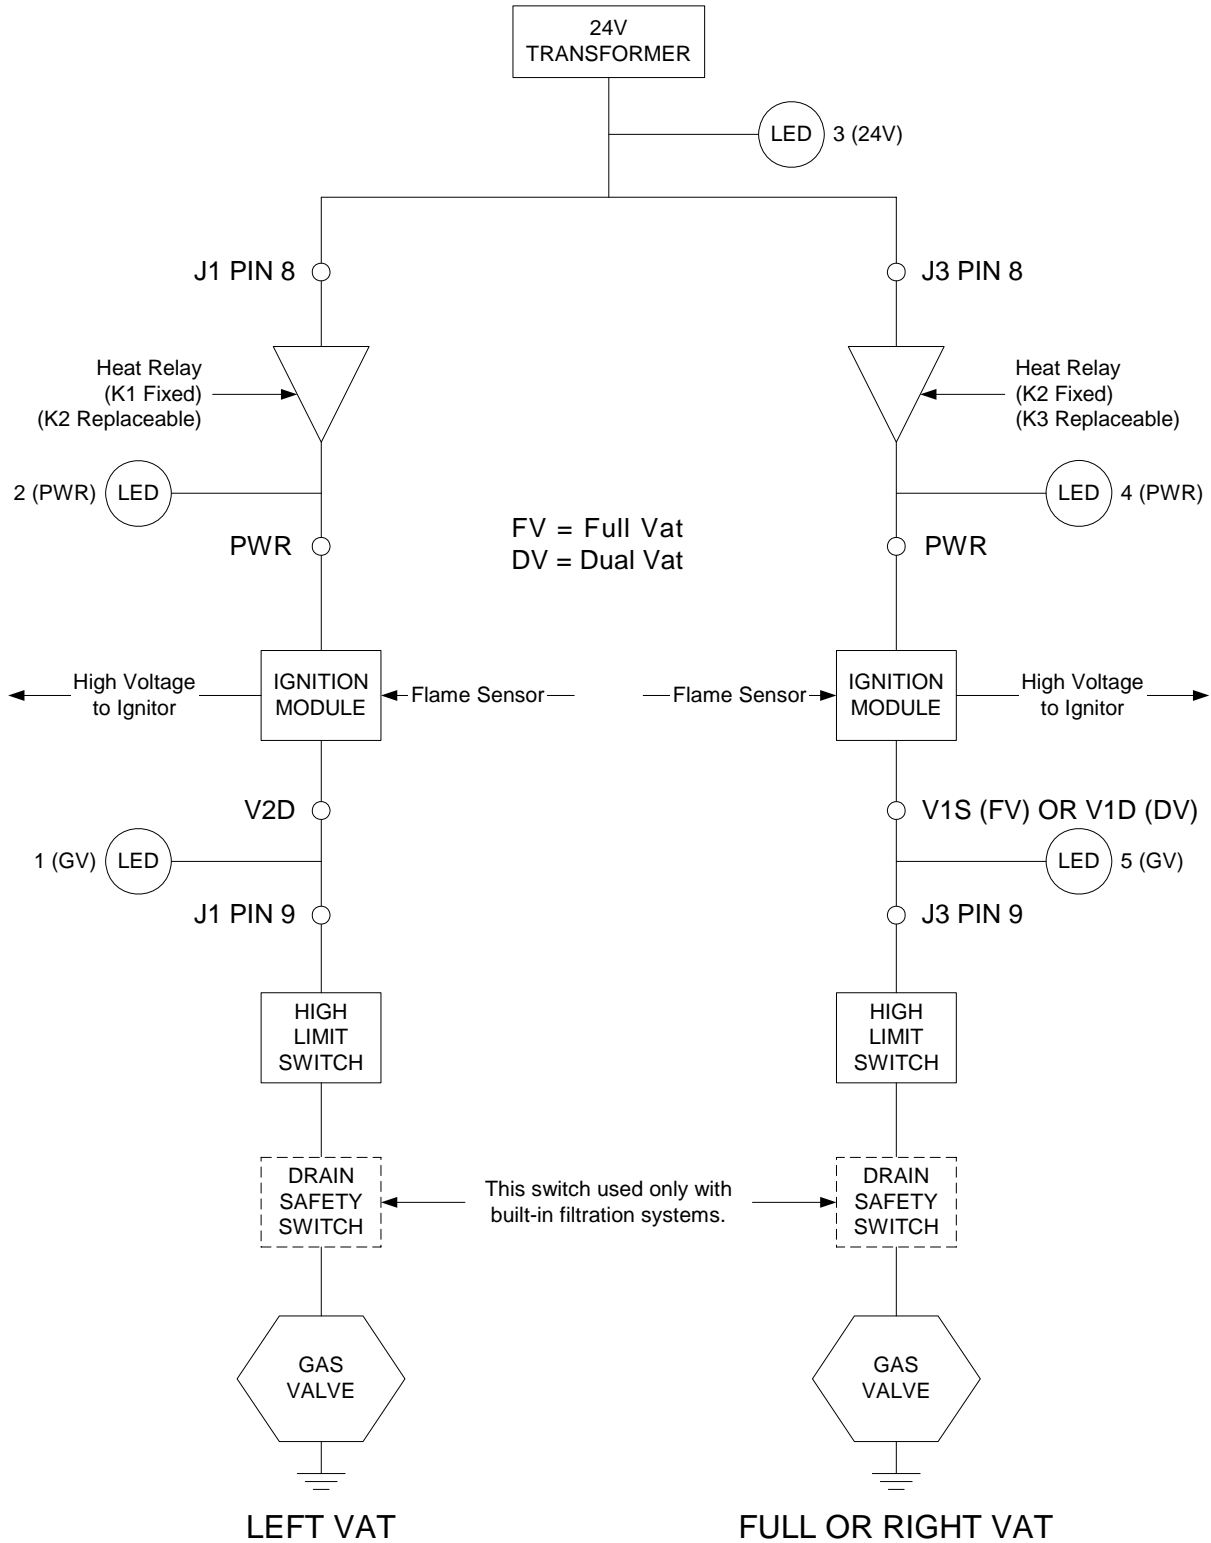 24V
TRANSFORMER
LED 3 (24V)
J1 PIN 8
J3 PIN 8
Heat Relay
(K1 Fixed)
(K2 Replaceable)
Heat Relay
(K2 Fixed)
(K3 Replaceable)
2 (PWR) LED
LED 4 (PWR)
FV = Full Vat
DV = Dual Vat
PWR
PWR
High Voltage
to Ignitor
IGNITION
MODULE
Flame Sensor
Flame Sensor
IGNITION
MODULE
High Voltage
to Ignitor
V2D
V1S (FV) OR V1D (DV)
1 (GV) LED
LED 5 (GV)
J1 PIN 9
J3 PIN 9
HIGH
LIMIT
SWITCH
HIGH
LIMIT
SWITCH
DRAIN
SAFETY
SWITCH
This switch used only with
built-in filtration systems.
DRAIN
SAFETY
SWITCH
GAS
VALVE
GAS
VALVE
LEFT VAT
FULL OR RIGHT VAT